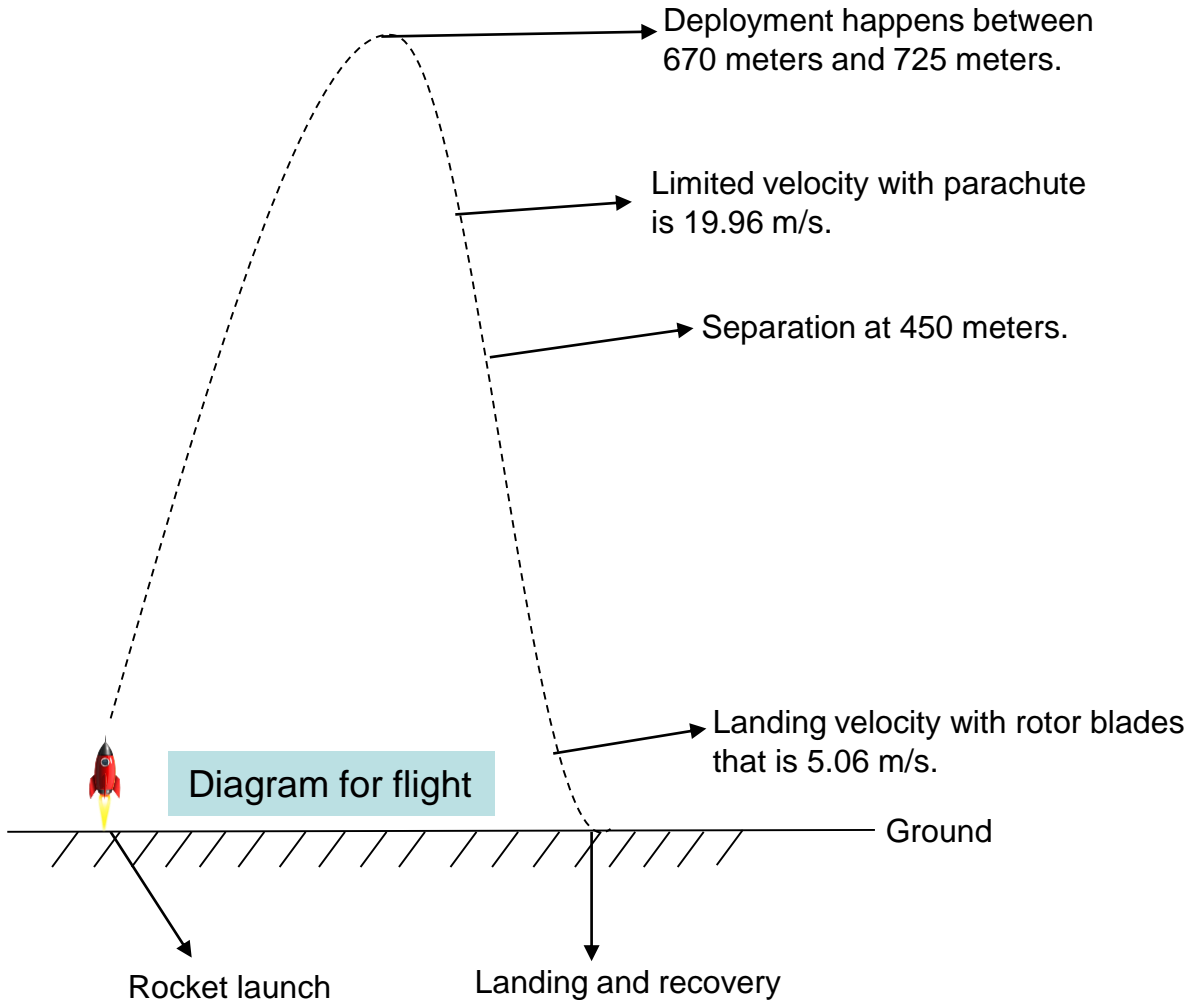 Deployment happens between
670 meters and 725 meters.
Limited velocity with parachute
is 19.96 m/s.
Separation at 450 meters.
Landing velocity with rotor blades
that is 5.06 m/s.
Diagram for flight
Ground
Rocket launch
Landing and recovery